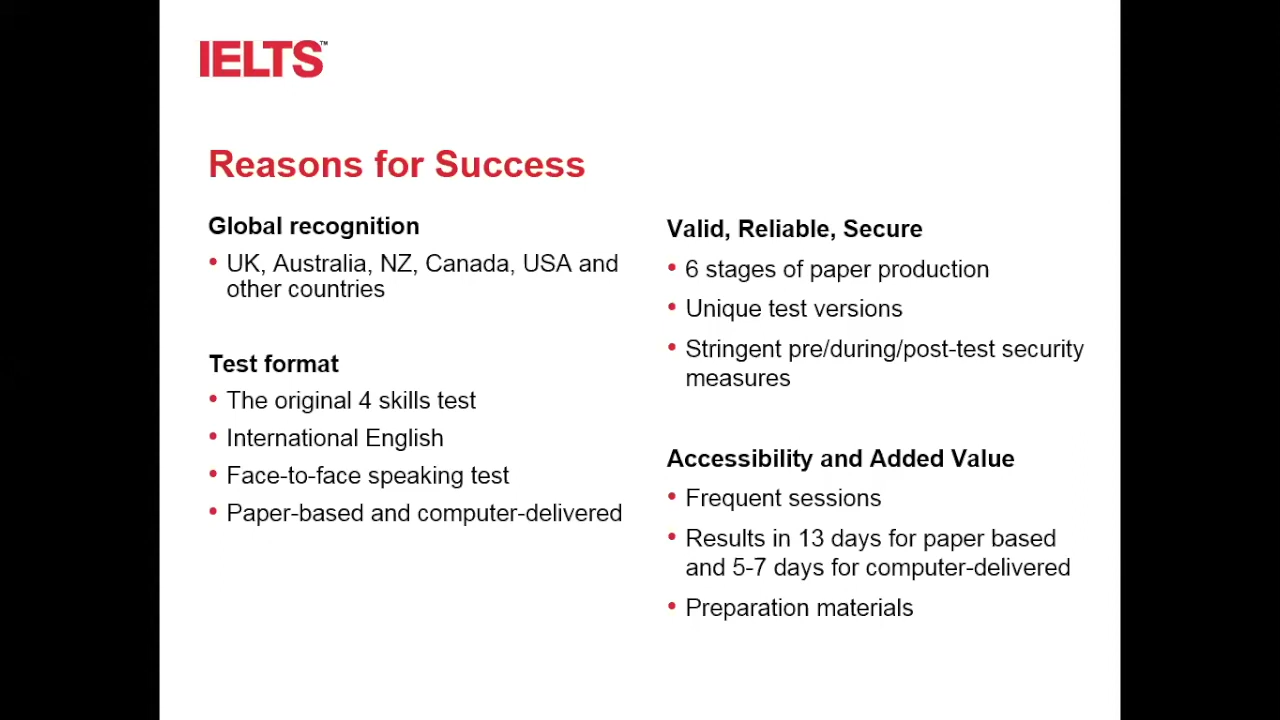 IELTS™
Reasons for Success
Global recognition
• UK, Australia, NZ, Canada, USA and
other countries
Test format
• The original 4 skills test
• International English
• Face-to-face speaking test
• Paper-based and computer-delivered
Valid, Reliable, Secure
• 6 stages of paper production
• Unique test versions
• Stringent pre/during/post-test security
measures
Accessibility and Added Value
• Frequent sessions
• Results in 13 days for paper based
and 5-7 days for computer-delivered
• Preparation materials